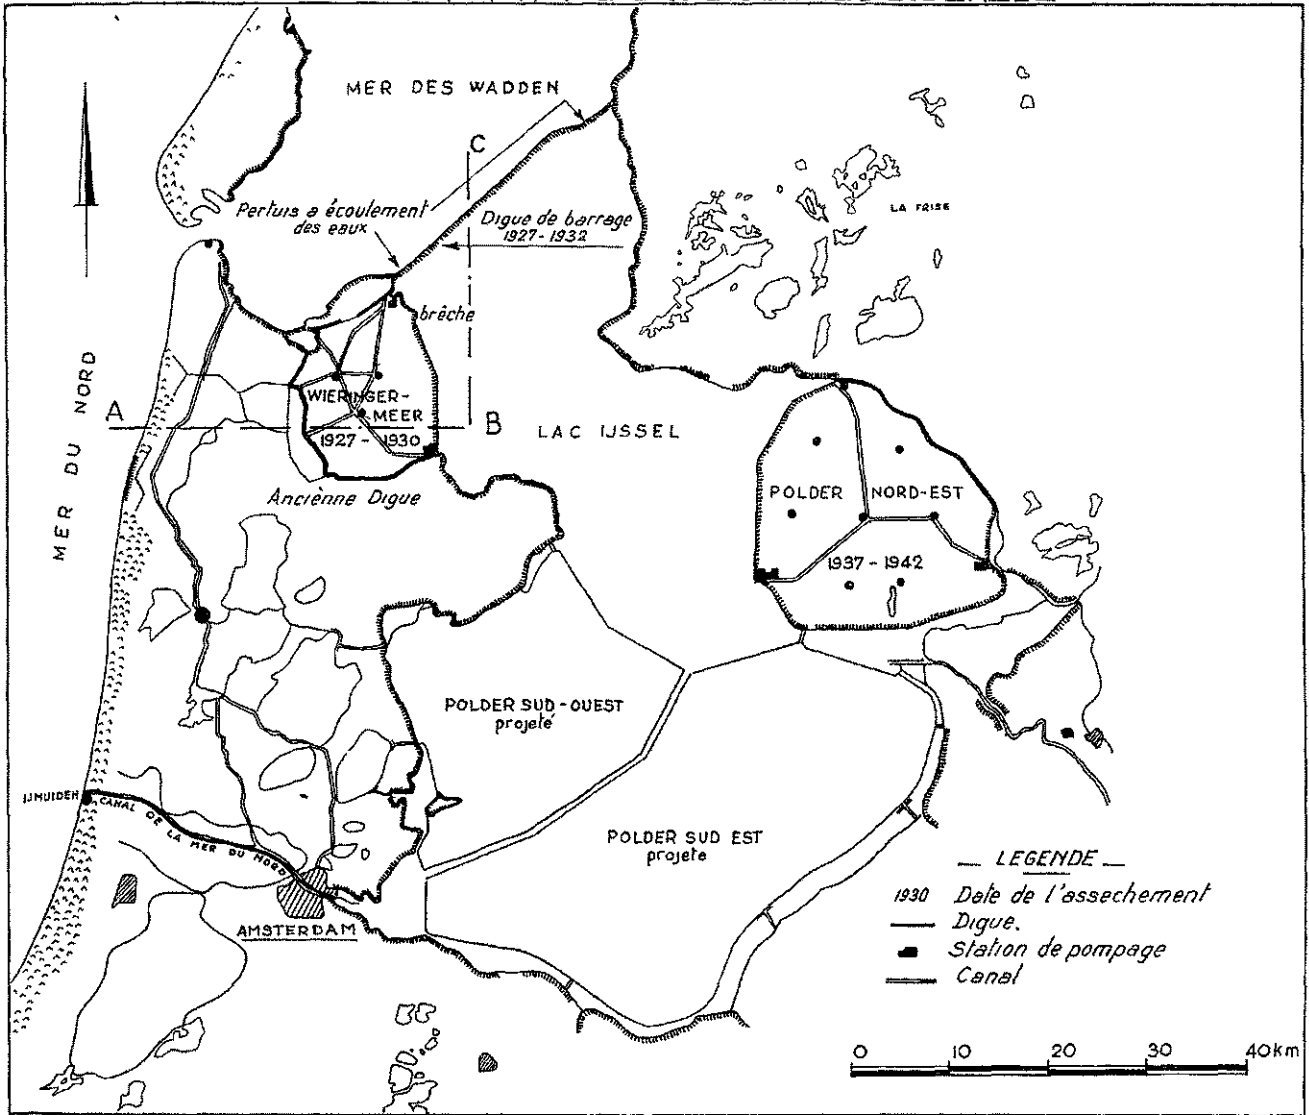 MER DES WADDEN
C
Pertuis a écoulement
des eaux
Digue de barrage
1927-1932
LA FRISE
brêche
MER DU NORD
A
WIERINGER-
MEER
1927 - 1930
B
LAC IJSSEL
Anciènne Digue
POLDER NORD-EST
1937 - 1942
POLDER SUD-OUEST
projeté
IJMUIDEN
CANAL DE LA MER DU NORD
POLDER SUD EST
projete
AMSTERDAM
LEGENDE
1930 Date de l'assechement
Digue.
Station de pompage
Canal
0 10 20 30 40km